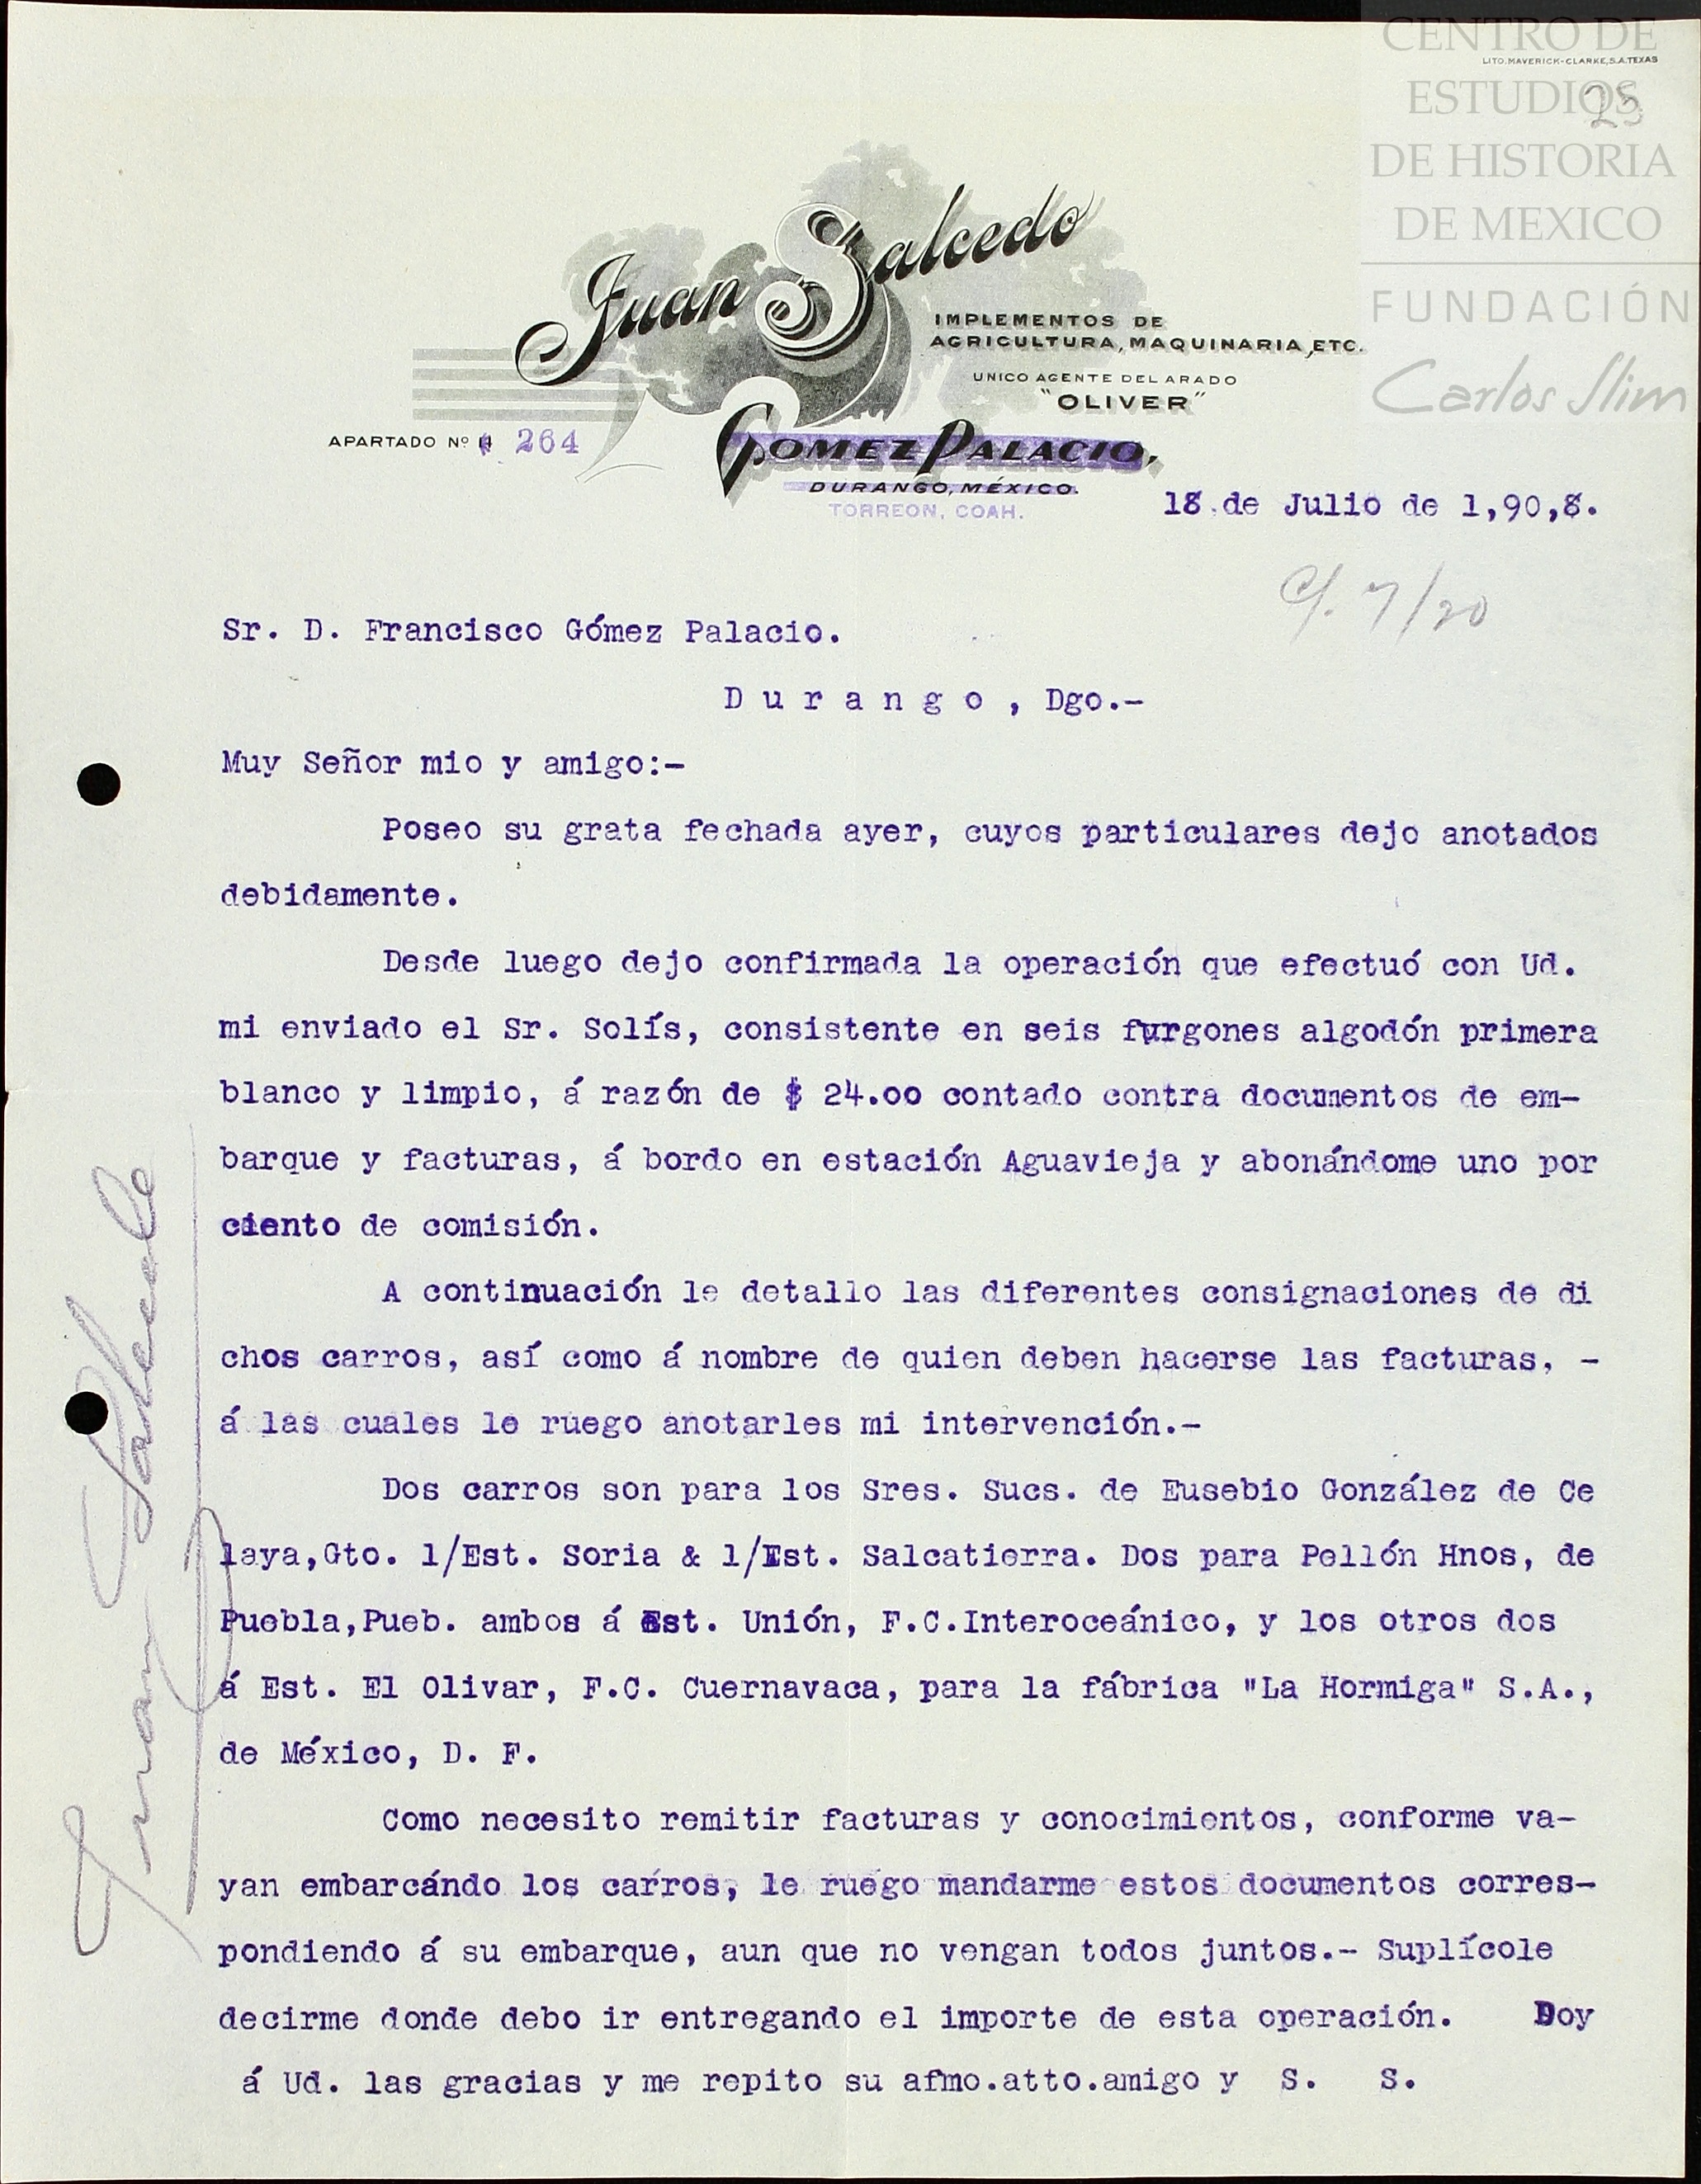 CENTRO DE
LITO. MAVERICK-CLARKE, S.A. TEXAS
ESTUDIOS
25
DE HISTORIA
DE MEXICO
FUNDACIÓN
Carlos Slim
Juan Salcedo
IMPLEMENTOS DE
AGRICULTURA, MAQUINARIA, ETC.
UNICO AGENTE DEL ARADO
"OLIVER"
APARTADO Nº 264
GOMEZ PALACIO,
DURANGO, MÉXICO.
TORREON, COAH.
18 de Julio de 1,90,8.
C/. 7/20
Sr. D. Francisco Gómez Palacio.
D u r a n g o , Dgo.-
Muy Señor mio y amigo:-
Poseo su grata fechada ayer, cuyos particulares dejo anotados
debidamente.
Desde luego dejo confirmada la operación que efectuó con Ud.
mi enviado el Sr. Solís, consistente en seis furgones algodón primera
blanco y limpio, á razón de $ 24.oo contado contra documentos de em-
barque y facturas, á bordo en estación Aguavieja y abonándome uno por
ciento de comisión.
A continuación le detallo las diferentes consignaciones de di
chos carros, así como á nombre de quien deben hacerse las facturas, -
á las cuales le ruego anotarles mi intervención.-
Dos carros son para los Sres. Sucs. de Eusebio González de Ce
laya,Gto. 1/Est. Soria & 1/Est. Salcatierra. Dos para Pellón Hnos, de
Puebla,Pueb. ambos á Est. Unión, F.C.Interoceánico, y los otros dos
á Est. El Olivar, F.C. Cuernavaca, para la fábrica "La Hormiga" S.A.,
de México, D. F.
Como necesito remitir facturas y conocimientos, conforme va-
yan embarcándo los carros, le ruego mandarme estos documentos corres-
pondiendo á su embarque, aun que no vengan todos juntos.- Suplícole
decirme donde debo ir entregando el importe de esta operación. Doy
á Ud. las gracias y me repito su afmo.atto.amigo y S. S.
Juan Salcedo